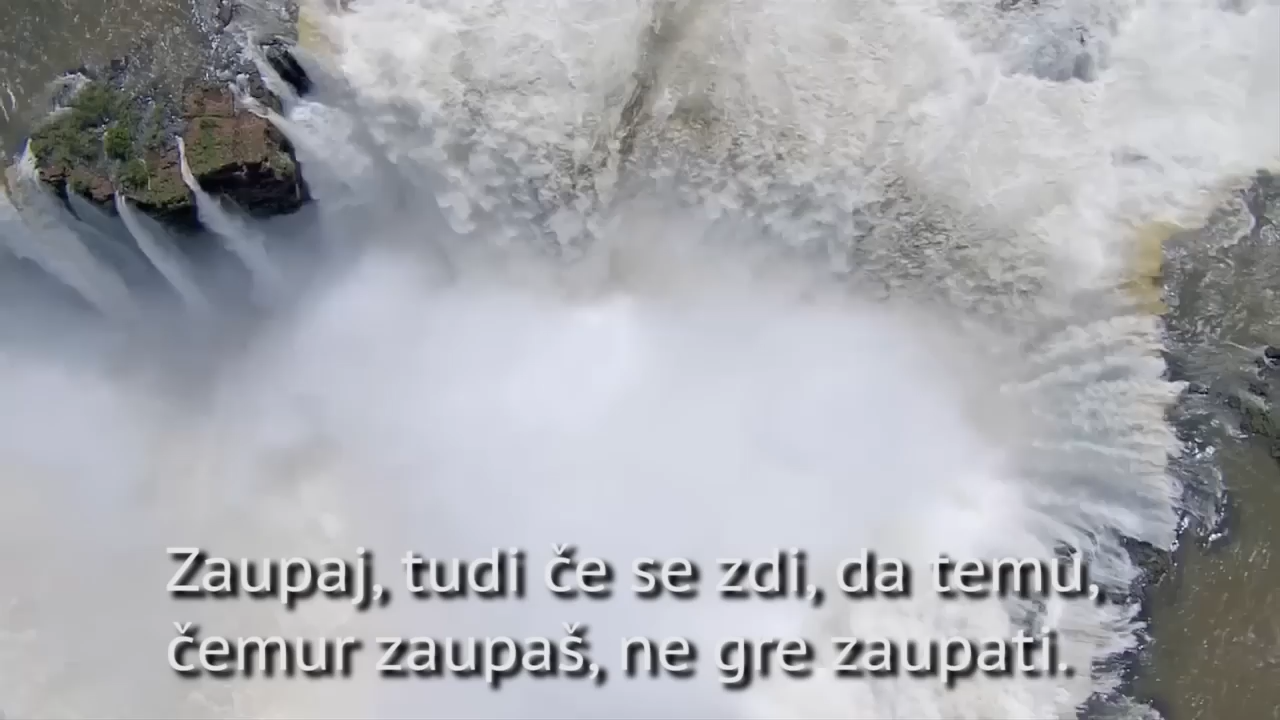 Zaupaj, tudi če se zdi, da temu,
čemur zaupaš, ne gre zaupati.